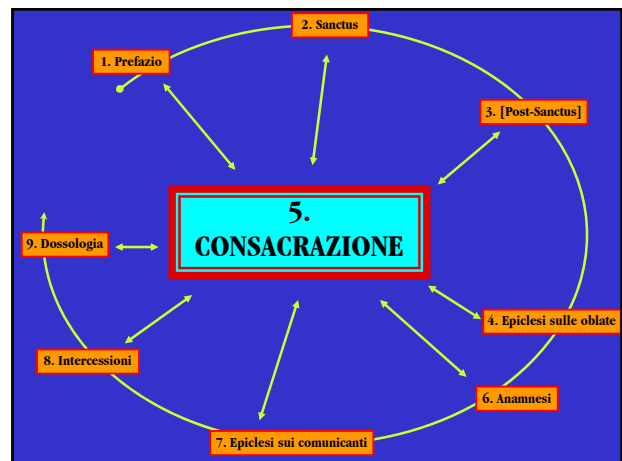 1. Prefazio
2. Sanctus
3. [Post-Sanctus]
4. Epiclesi sulle oblate
5.
CONSACRAZIONE
6. Anamnesi
7. Epiclesi sui comunicanti
8. Intercessioni
9. Dossologia